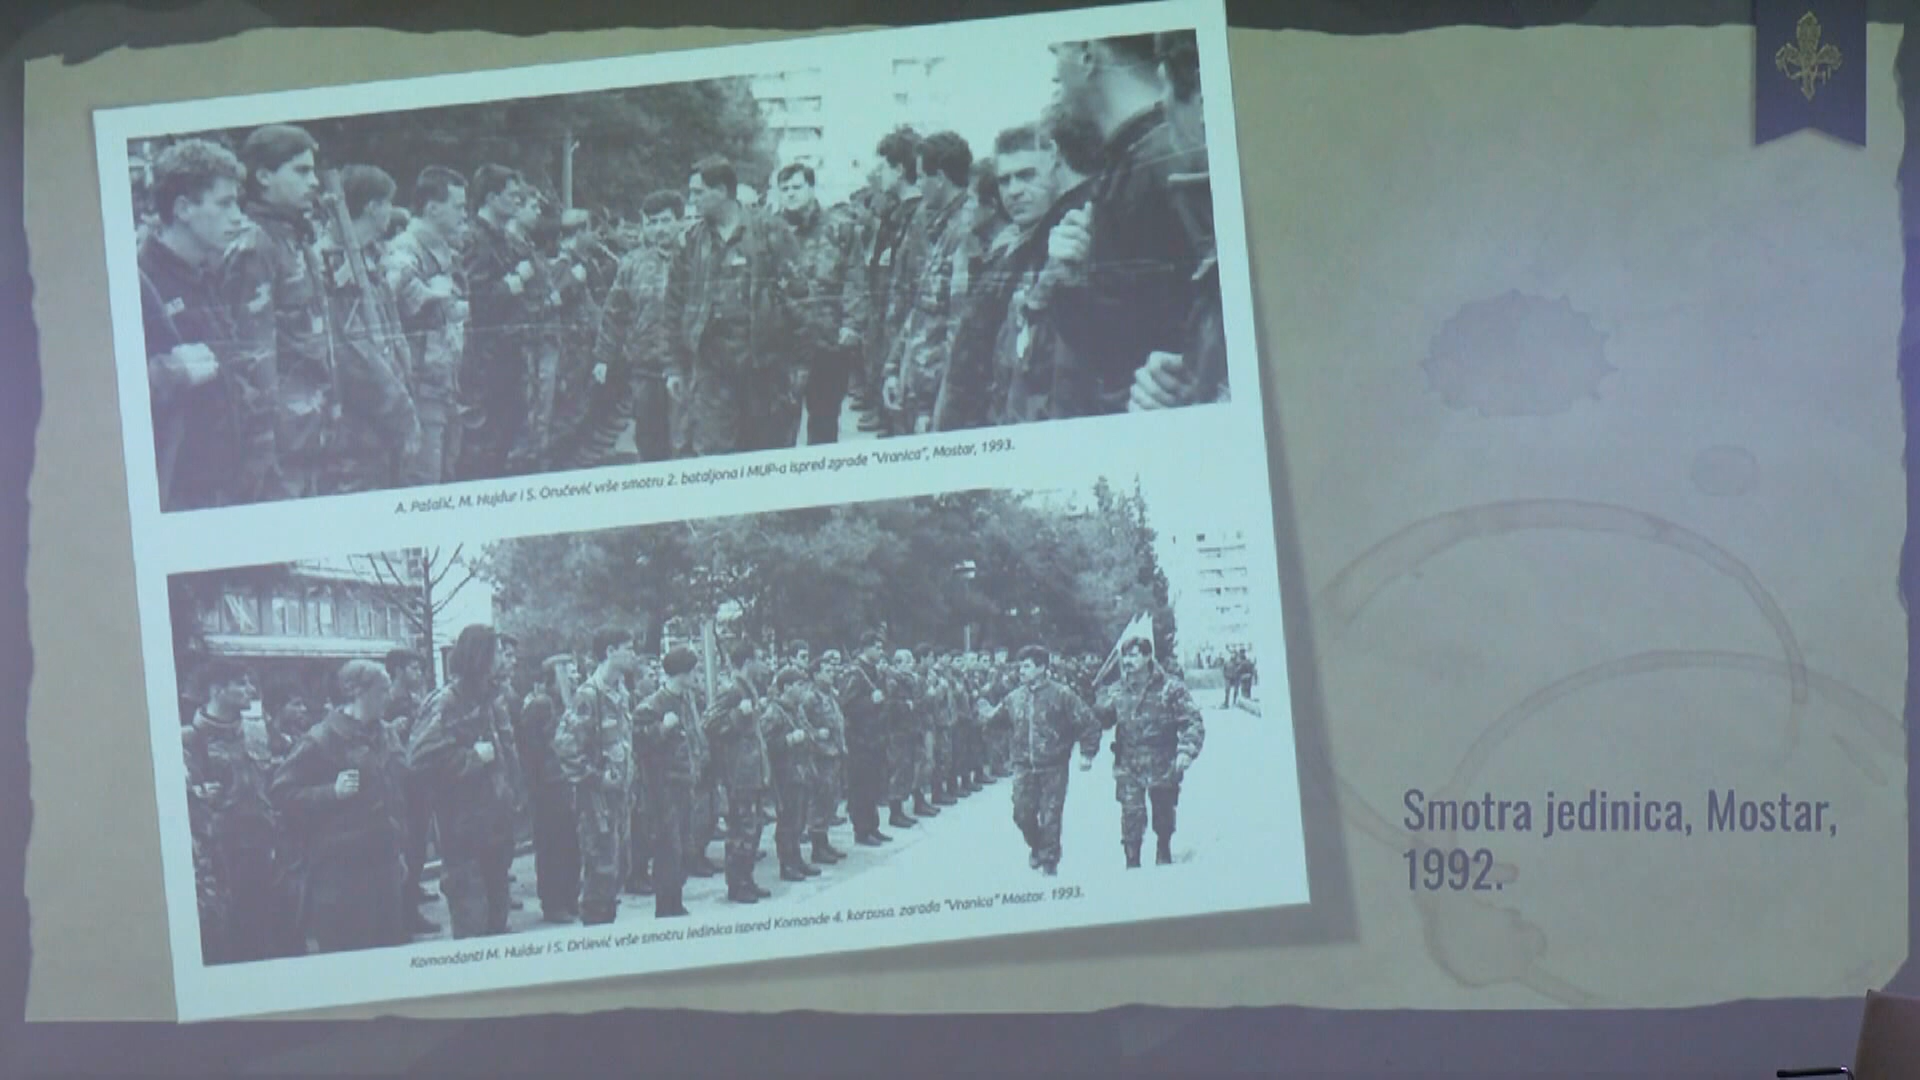 A. Pašalić, M. Hujdur i S. Oručević vrše smotru 2. bataljona i MUP-a ispred zgrade "Vranica", Mostar, 1993.
Komandanti M. Hujdur i S. Drljević vrše smotru jedinica ispred Komande 4. korpusa, zgrada "Vranica" Mostar, 1993.
Smotra jedinica, Mostar,
1992.